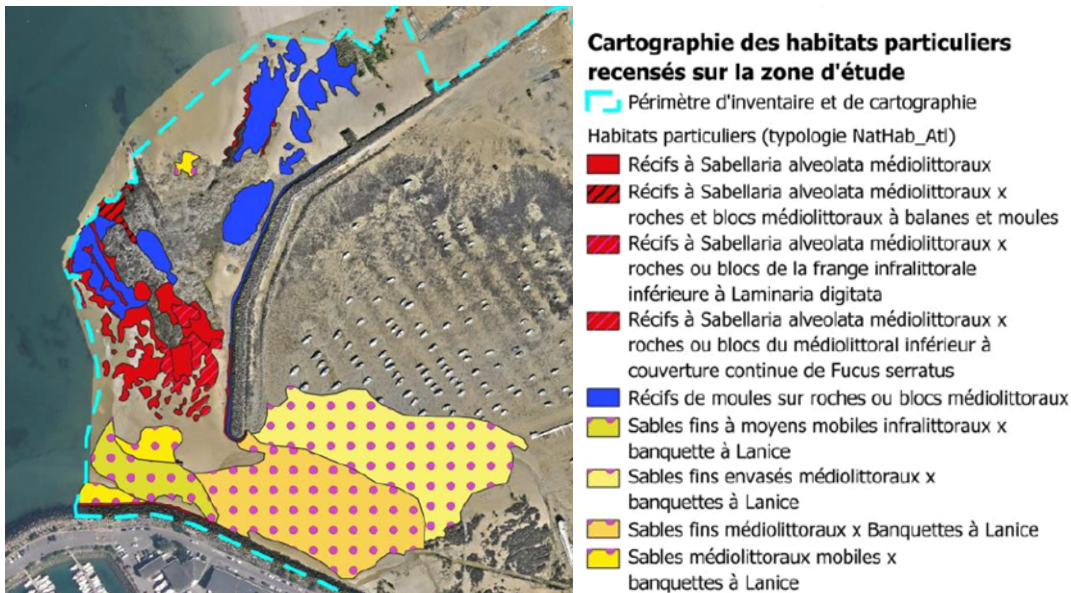 Cartographie des habitats particuliers
recensés sur la zone d'étude
Périmètre d'inventaire et de cartographie
Habitats particuliers (typologie NatHab_Atl)
Récifs à Sabellaria alveolata médiolittoraux
Récifs à Sabellaria alveolata médiolittoraux x
roches et blocs médiolittoraux à balanes et moules
Récifs à Sabellaria alveolata médiolittoraux x
roches ou blocs de la frange infralittorale
inférieure à Laminaria digitata
Récifs à Sabellaria alveolata médiolittoraux x
roches ou blocs du médiolittoral inférieur à
couverture continue de Fucus serratus
Récifs de moules sur roches ou blocs médiolittoraux
Sables fins à moyens mobiles infralittoraux x
banquette à Lanice
Sables fins envasés médiolittoraux x
banquettes à Lanice
Sables fins médiolittoraux x Banquettes à Lanice
Sables médiolittoraux mobiles x
banquettes à Lanice